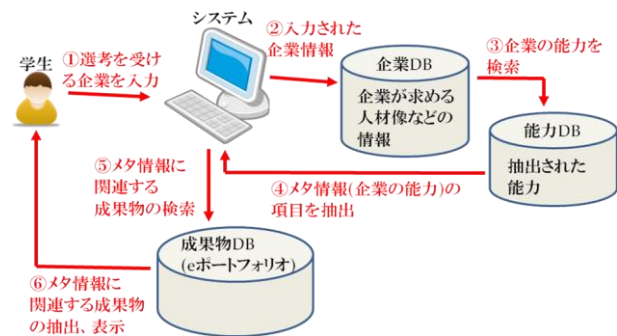 システム
学生
①選考を受け
る企業を入力
②入力された
企業情報
企業DB
企業が求める
人材像などの
情報
③企業の能力を
検索
能力DB
抽出された
能力
④メタ情報(企業の能力)の
項目を抽出
⑤メタ情報に
関連する
成果物の検索
成果物DB
(eポートフォリオ)
⑥メタ情報に
関連する成果物
の抽出、表示